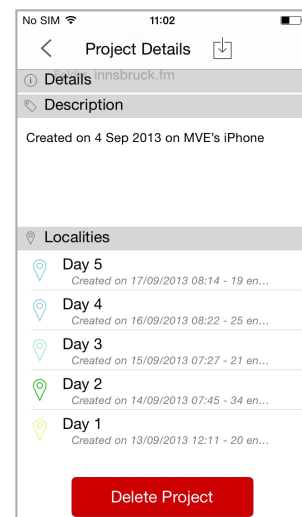 No SIM 11:02
Project Details
innsbruck.fm
Details
Description
Created on 4 Sep 2013 on MVE's iPhone
Localities
Day 5
Created on 17/09/2013 08:14 - 19 en...
Day 4
Created on 16/09/2013 08:22 - 25 en...
Day 3
Created on 15/09/2013 07:27 - 21 en...
Day 2
Created on 14/09/2013 07:45 - 34 en...
Day 1
Created on 13/09/2013 12:11 - 20 en...
Delete Project